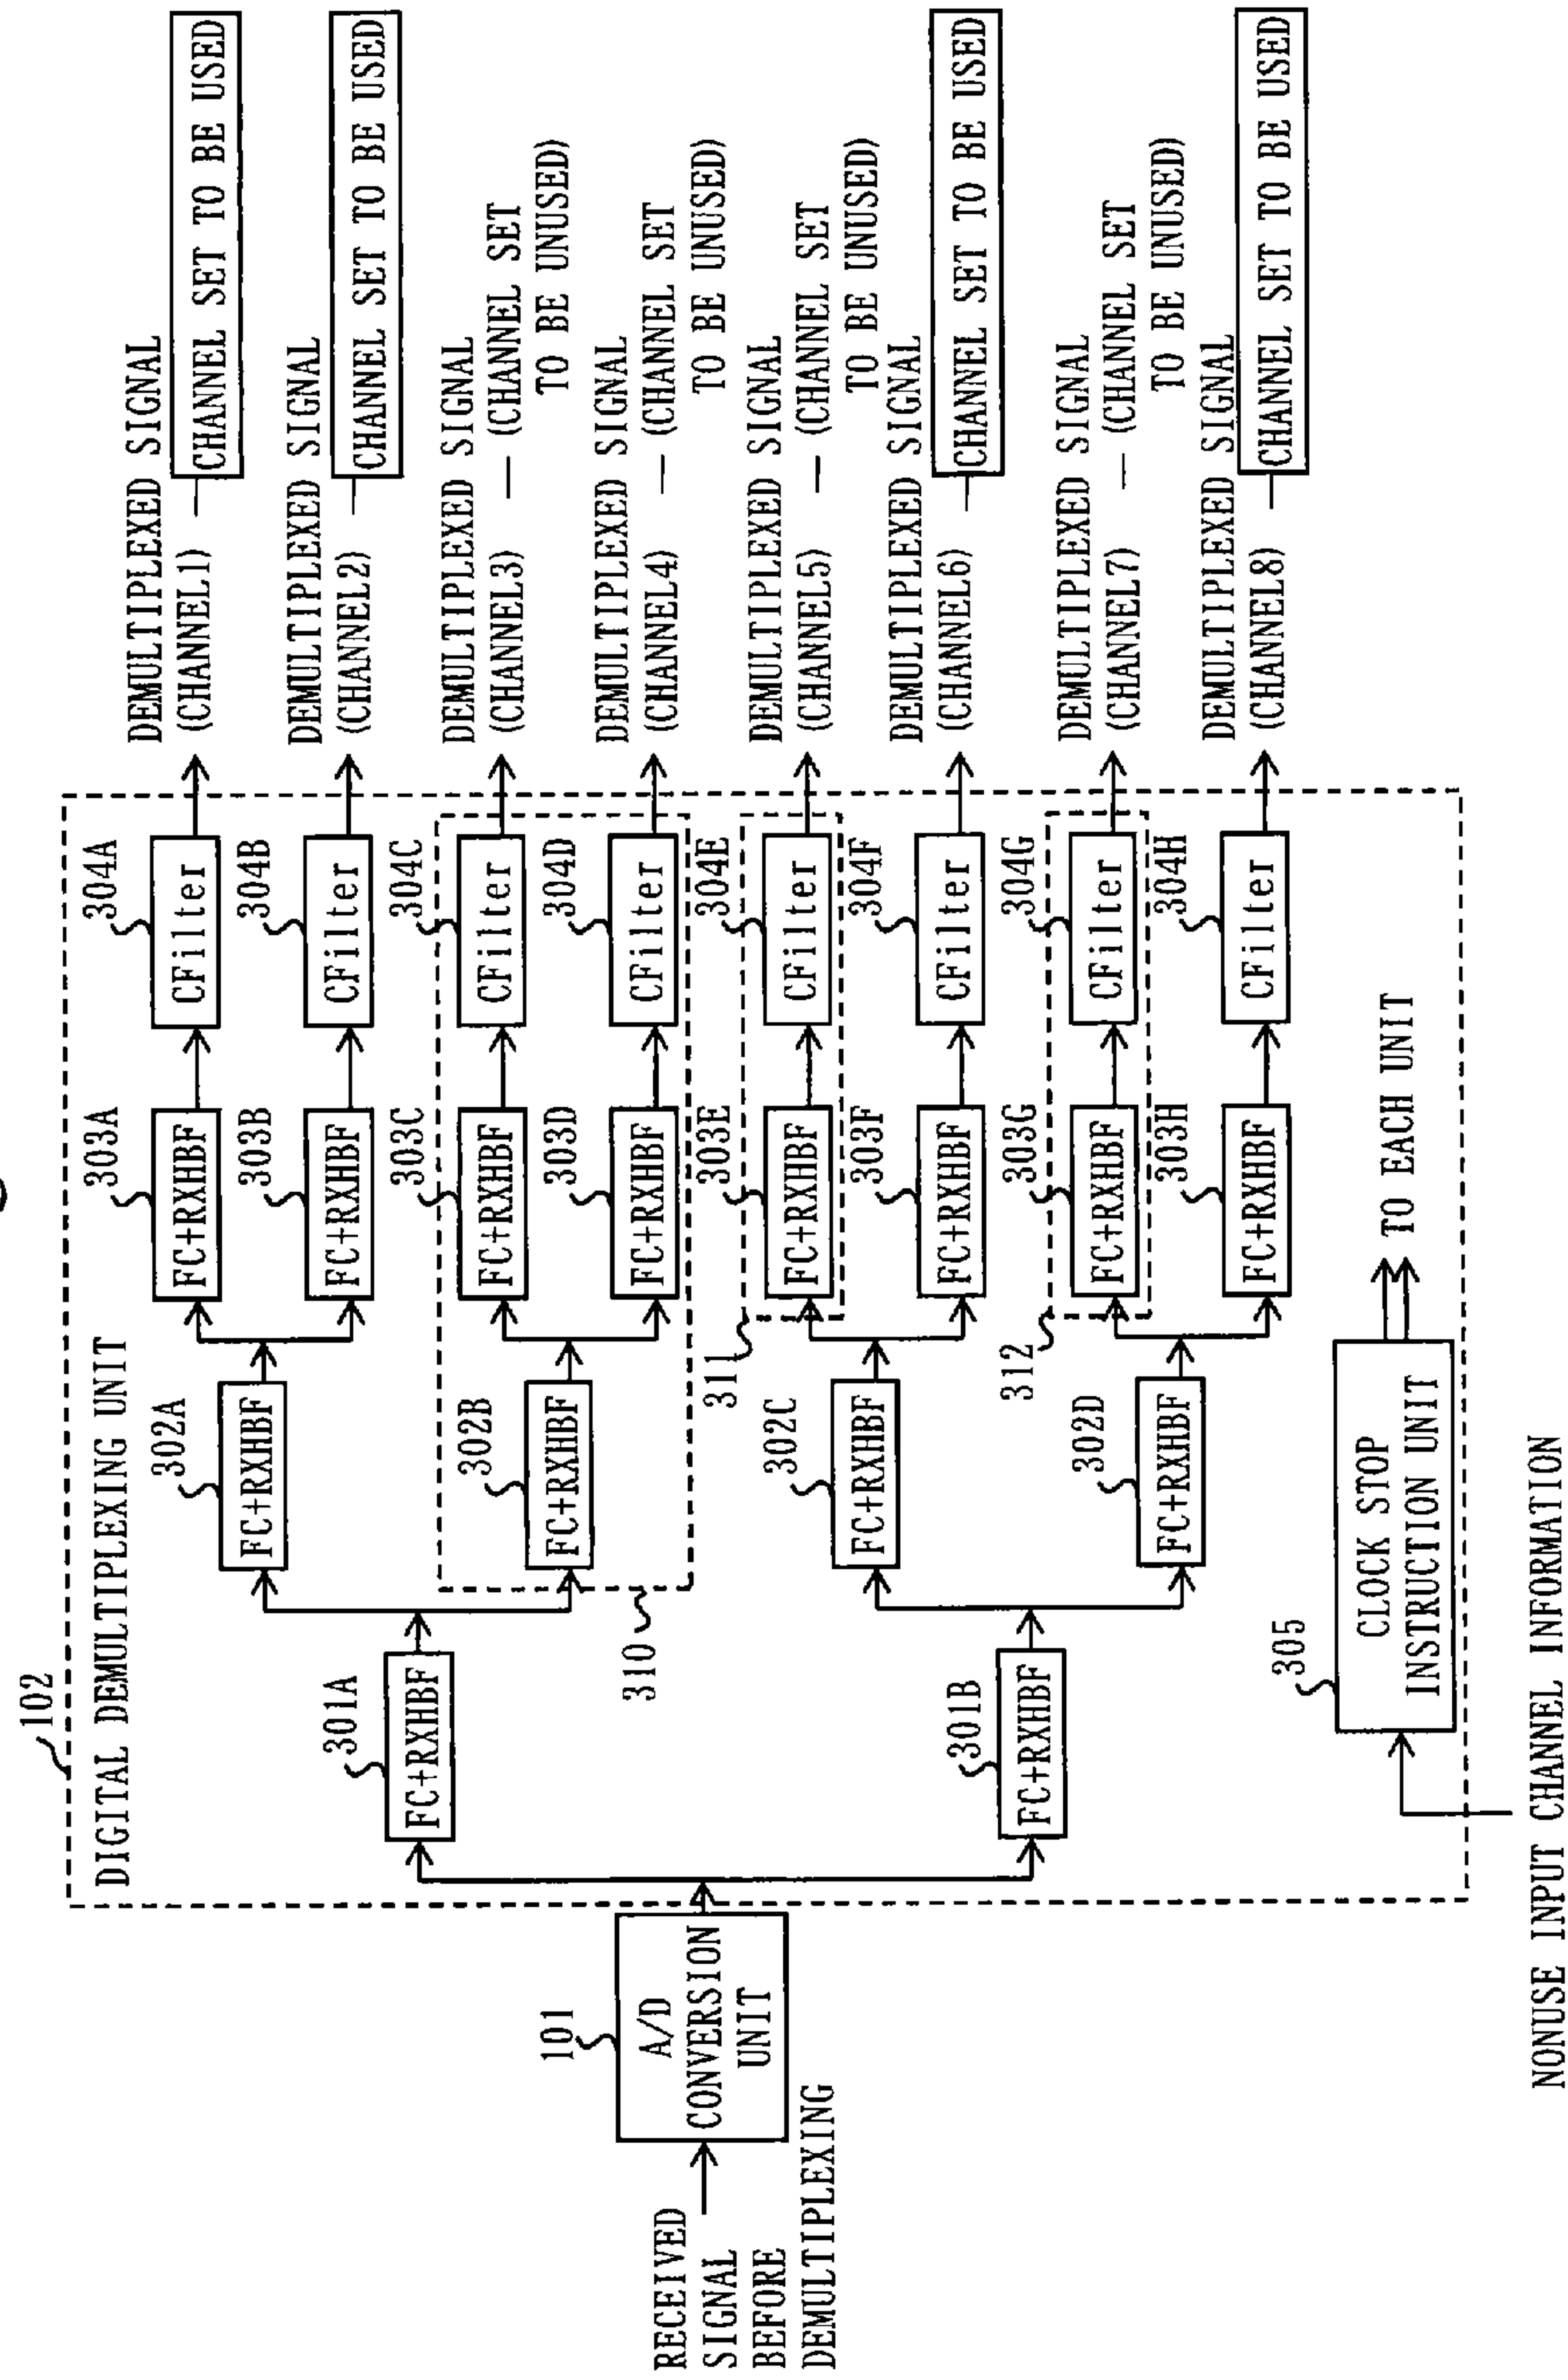 102
DIGITAL DEMULTIPLEXING UNIT
RECEIVED
SIGNAL
BEFORE
DEMULTIPLEXING
101
A/D
CONVERSION
UNIT
301A
FC+RXHBF
301B
FC+RXHBF
302A
FC+RXHBF
302B
FC+RXHBF
302C
FC+RXHBF
302D
FC+RXHBF
310
311
312
303A
FC+RXHBF
303B
FC+RXHBF
303C
FC+RXHBF
303D
FC+RXHBF
303E
FC+RXHBF
303F
FC+RXHBF
303G
FC+RXHBF
303H
FC+RXHBF
304A
CFilter
304B
CFilter
304C
CFilter
304D
CFilter
304E
CFilter
304F
CFilter
304G
CFilter
304H
CFilter
DEMULTIPLEXED SIGNAL
(CHANNEL1) — CHANNEL SET TO BE USED
DEMULTIPLEXED SIGNAL
(CHANNEL2) — CHANNEL SET TO BE USED
DEMULTIPLEXED SIGNAL
(CHANNEL3) — (CHANNEL SET
TO BE UNUSED)
DEMULTIPLEXED SIGNAL
(CHANNEL4) — (CHANNEL SET
TO BE UNUSED)
DEMULTIPLEXED SIGNAL
(CHANNEL5) — (CHANNEL SET
TO BE UNUSED)
DEMULTIPLEXED SIGNAL
(CHANNEL6) — CHANNEL SET TO BE USED
DEMULTIPLEXED SIGNAL
(CHANNEL7) — (CHANNEL SET
TO BE UNUSED)
DEMULTIPLEXED SIGNAL
(CHANNEL8) — CHANNEL SET TO BE USED
305
CLOCK STOP
INSTRUCTION UNIT
TO EACH UNIT
NONUSE INPUT CHANNEL INFORMATION